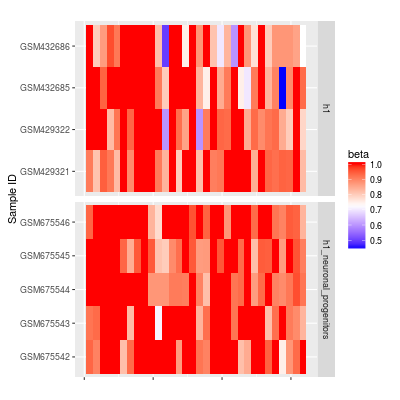 Sample ID
GSM432686
GSM432685
GSM429322
GSM429321
h1
GSM675546
GSM675545
GSM675544
GSM675543
GSM675542
h1_neuronal_progenitors
beta
1.0
0.9
0.8
0.7
0.6
0.5